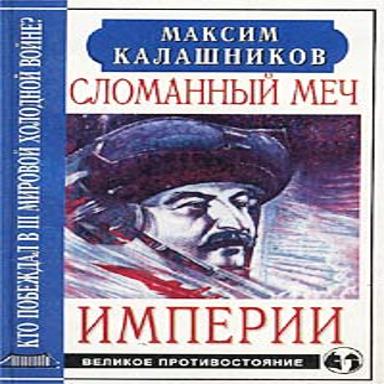 МАКСИМ
КАЛАШНИКОВ
СЛОМАННЫЙ МЕЧ
ИМПЕРИИ
ВЕЛИКОЕ ПРОТИВОСТОЯНИЕ
КТО ПОБЕЖДАЛ В III МИРОВОЙ ХОЛОДНОЙ ВОЙНЕ?